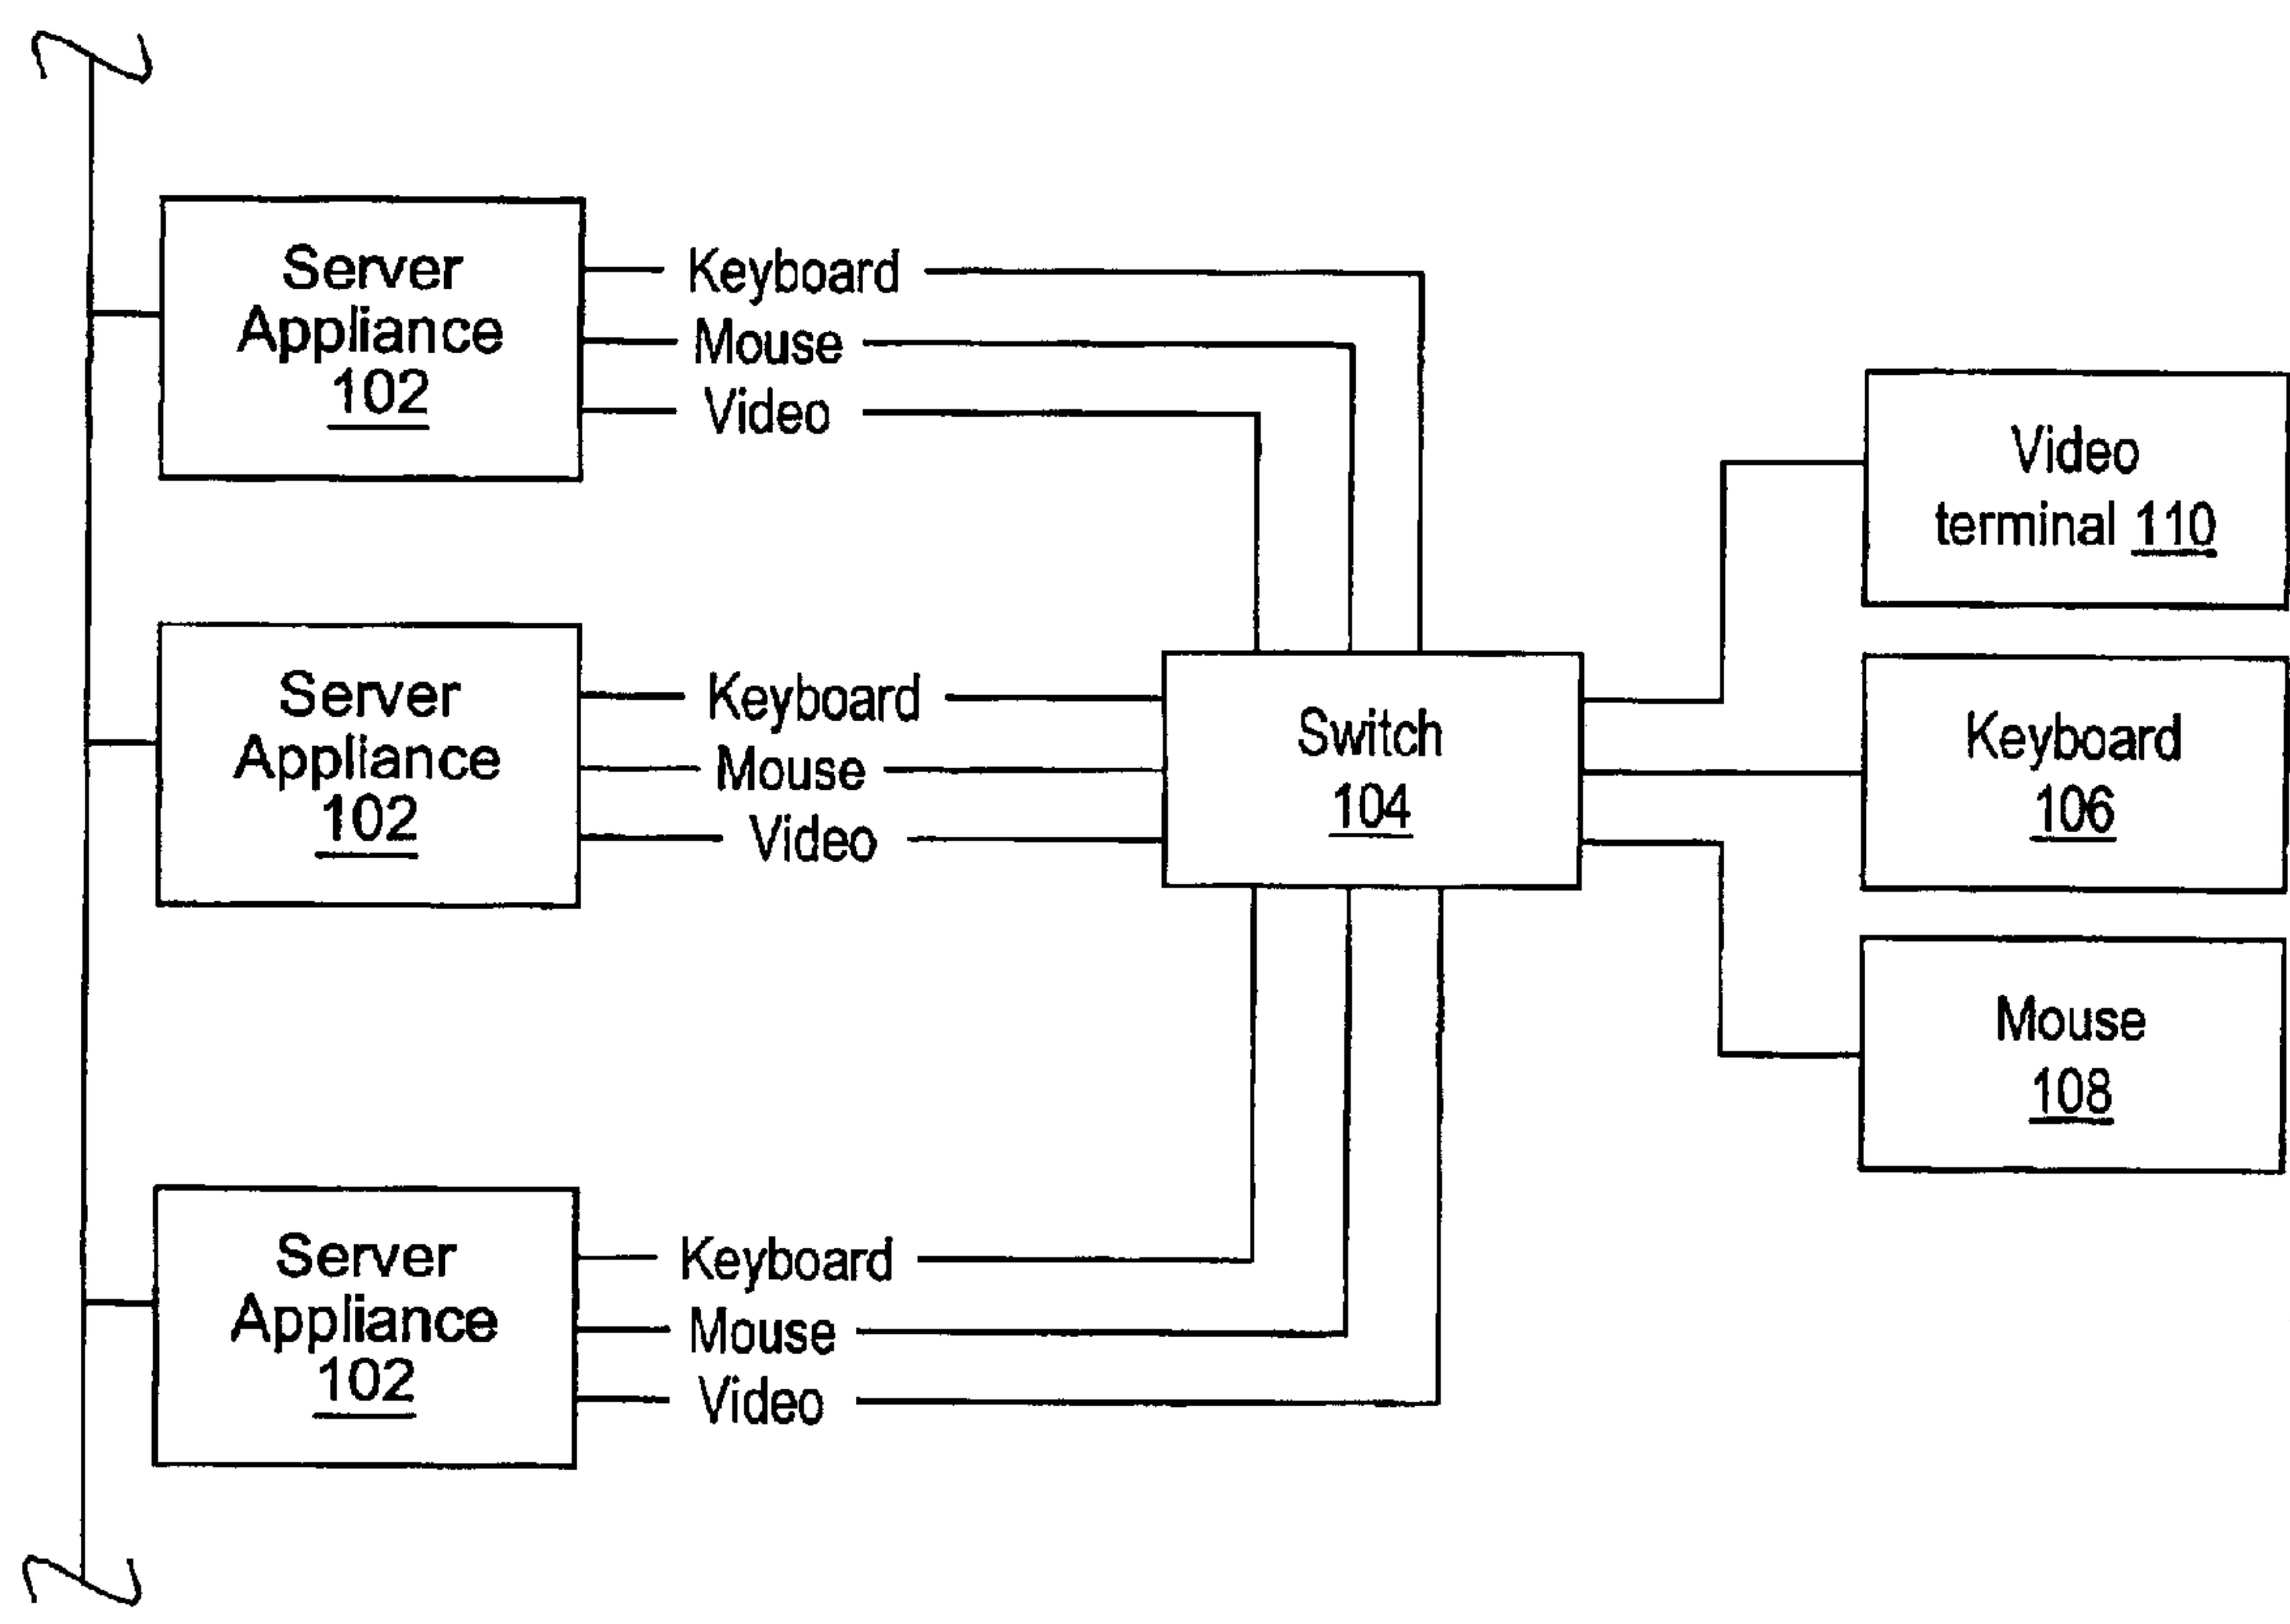 Server
Appliance
102
Keyboard
Mouse
Video
Server
Appliance
102
Keyboard
Mouse
Video
Server
Appliance
102
Keyboard
Mouse
Video
Switch
104
Video
terminal 110
Keyboard
106
Mouse
108